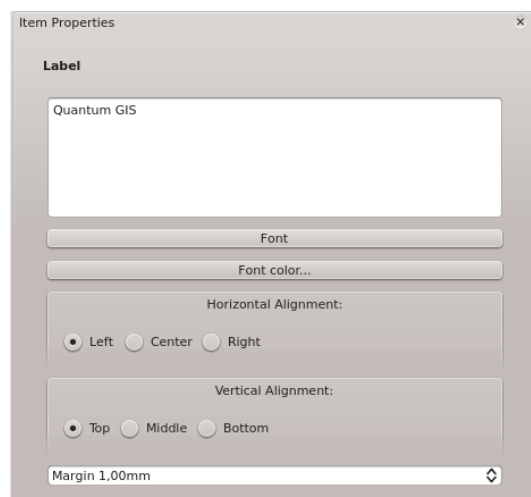 Item Properties
Label
Quantum GIS
Font
Font color...
Horizontal Alignment:
Left Center Right
Vertical Alignment:
Top Middle Bottom
Margin 1,00mm